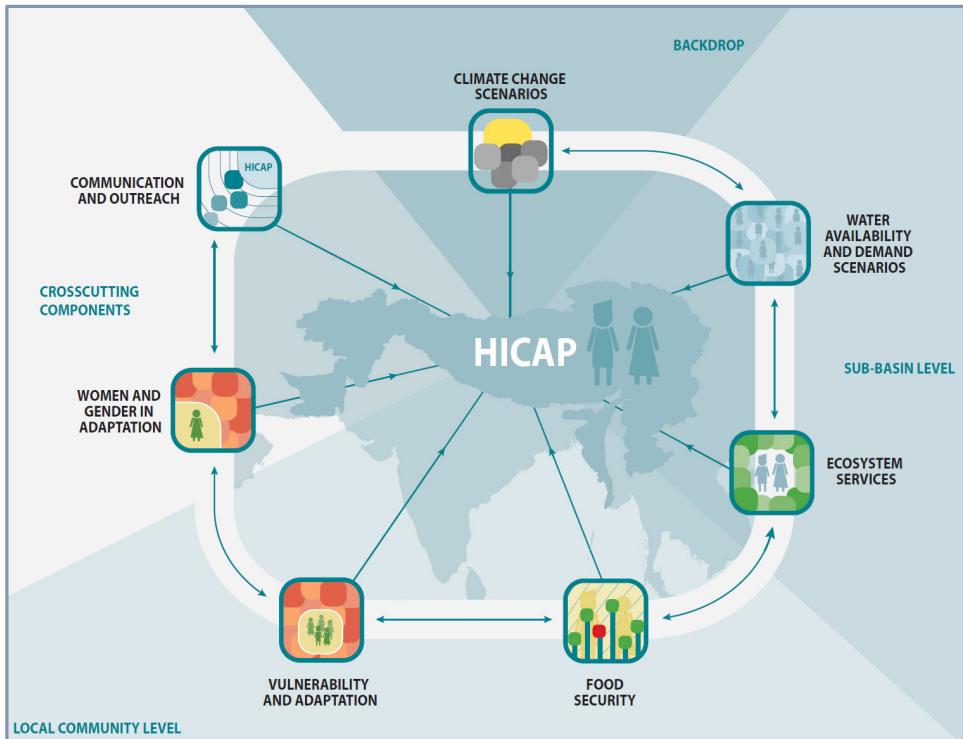 BACKDROP
CLIMATE CHANGE
SCENARIOS
HICAP
COMMUNICATION
AND OUTREACH
WATER
AVAILABILITY
AND DEMAND
SCENARIOS
CROSSCUTTING
COMPONENTS
HICAP
SUB-BASIN LEVEL
WOMEN AND
GENDER IN
ADAPTATION
ECOSYSTEM
SERVICES
VULNERABILITY
AND ADAPTATION
FOOD
SECURITY
LOCAL COMMUNITY LEVEL